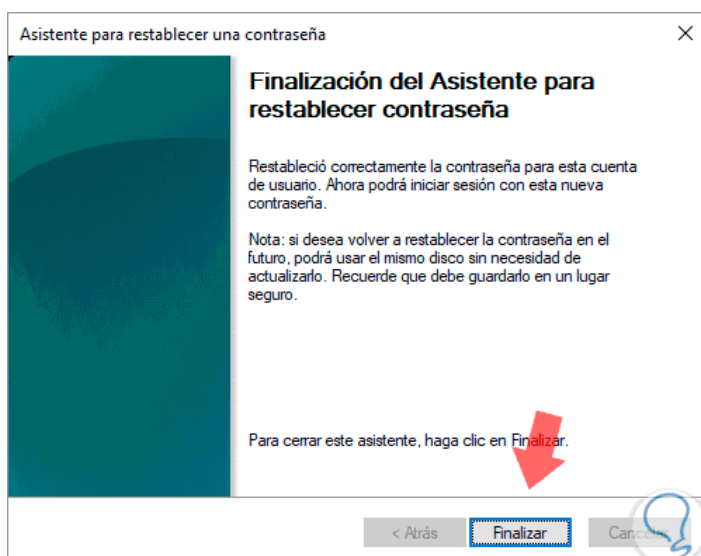 Asistente para restablecer una contraseña
Finalización del Asistente para
restablecer contraseña
Restableció correctamente la contraseña para esta cuenta
de usuario. Ahora podrá iniciar sesión con esta nueva
contraseña.
Nota: si desea volver a restablecer la contraseña en el
futuro, podrá usar el mismo disco sin necesidad de
actualizarlo. Recuerde que debe guardarlo en un lugar
seguro.
Para cerrar este asistente, haga clic en Finalizar.
< Atrás
Finalizar
Cancelar